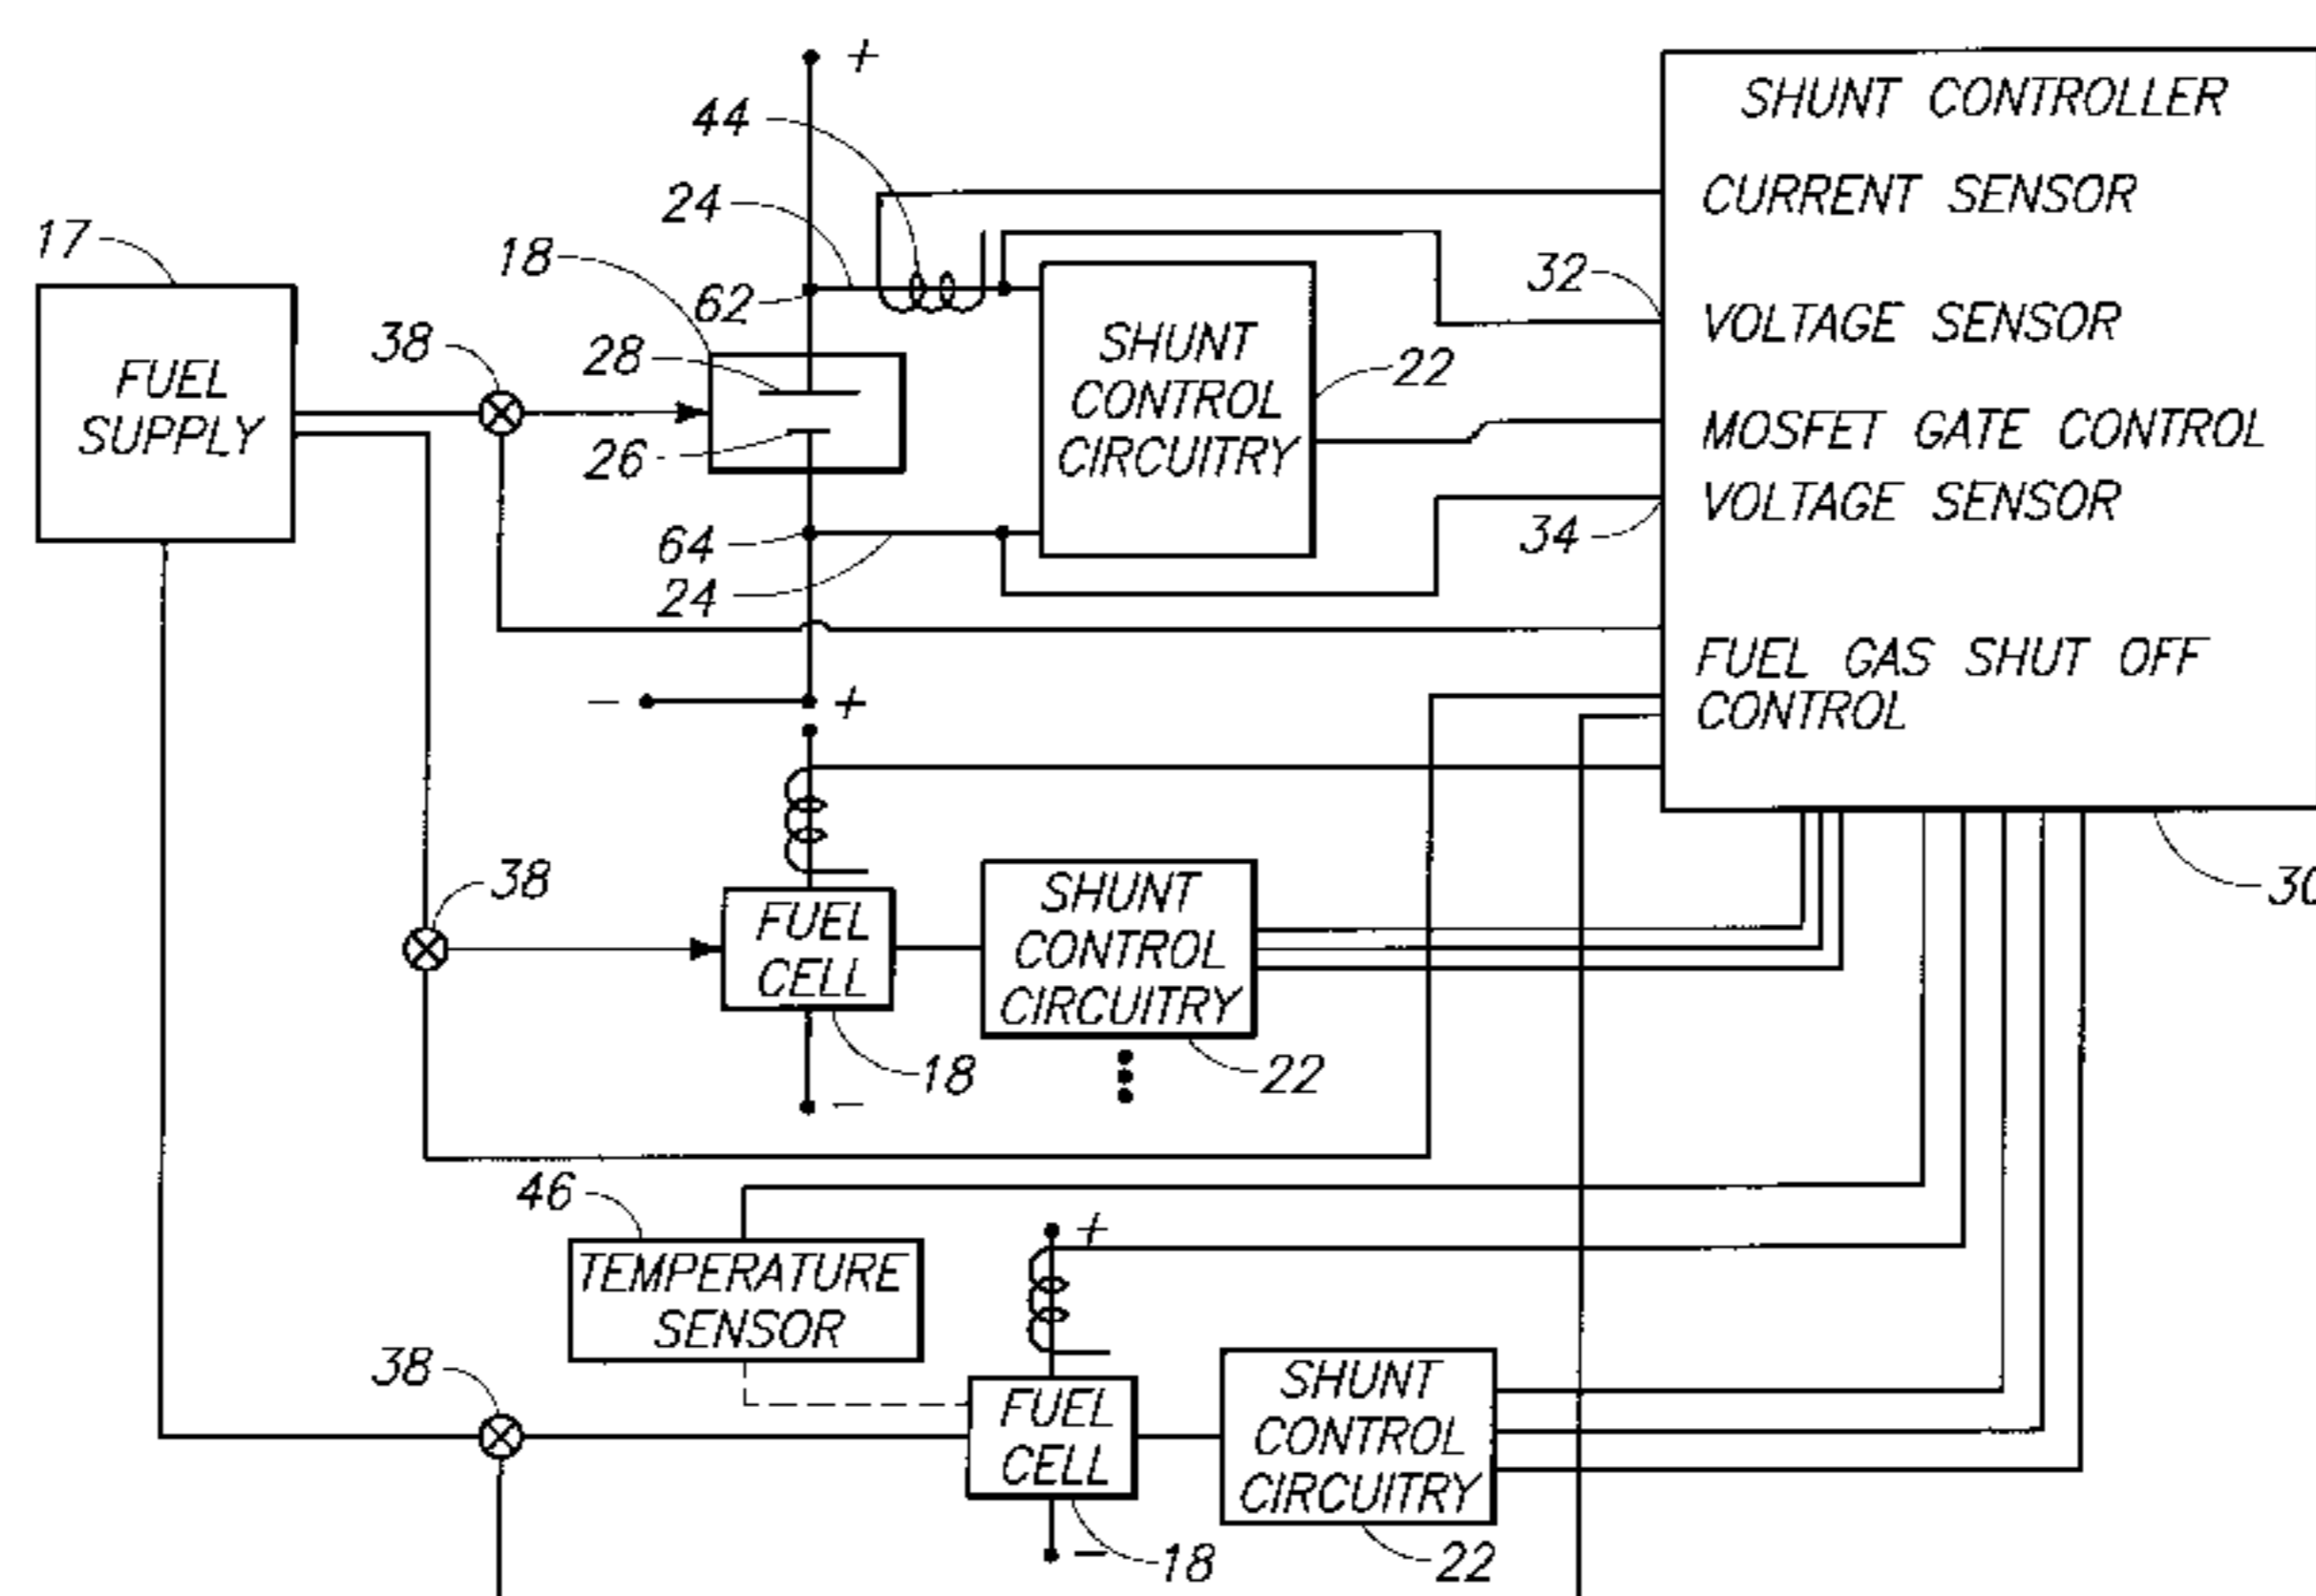 +
SHUNT CONTROLLER
44
CURRENT SENSOR
24
17
18
32
62
VOLTAGE SENSOR
38
28
SHUNT
CONTROL
CIRCUITRY
22
FUEL
SUPPLY
MOSFET GATE CONTROL
26
VOLTAGE SENSOR
34
64
24
FUEL GAS SHUT OFF
CONTROL
- +
38
30
FUEL
CELL
SHUNT
CONTROL
CIRCUITRY
18
22
-
46
TEMPERATURE
SENSOR
+
38
FUEL
CELL
SHUNT
CONTROL
CIRCUITRY
-
18
22